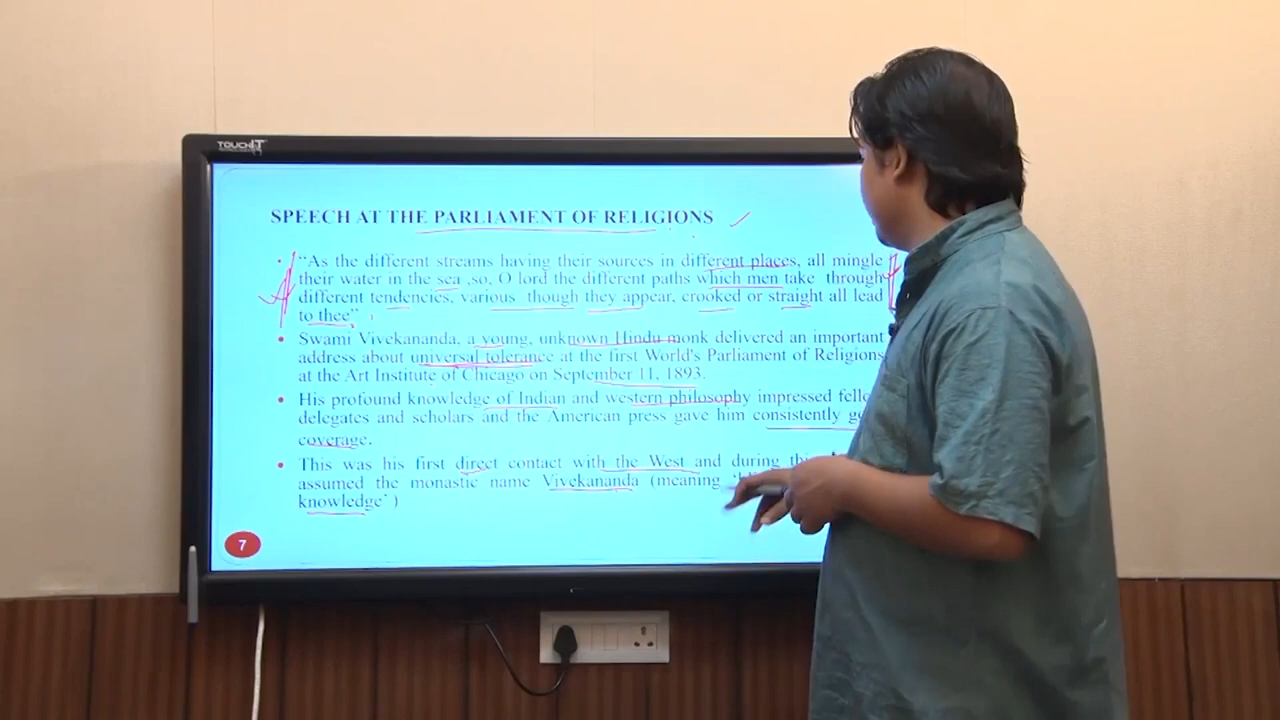 TOUCHIT
SPEECH AT THE PARLIAMENT OF RELIGIONS
• "As the different streams having their sources in different places, all mingle
their water in the sea ,so, O lord the different paths which men take through
different tendencies, various though they appear, crooked or straight all lead
to thee"
• Swami Vivekananda, a young, unknown Hindu monk delivered an important
address about universal tolerance at the first World's Parliament of Religions
at the Art Institute of Chicago on September 11, 1893.
• His profound knowledge of Indian and western philosophy impressed
delegates and scholars and the American press gave him consistently
coverage.
• This was his first direct contact with the West and during
assumed the monastic name Vivekananda (meaning
knowledge' )
7